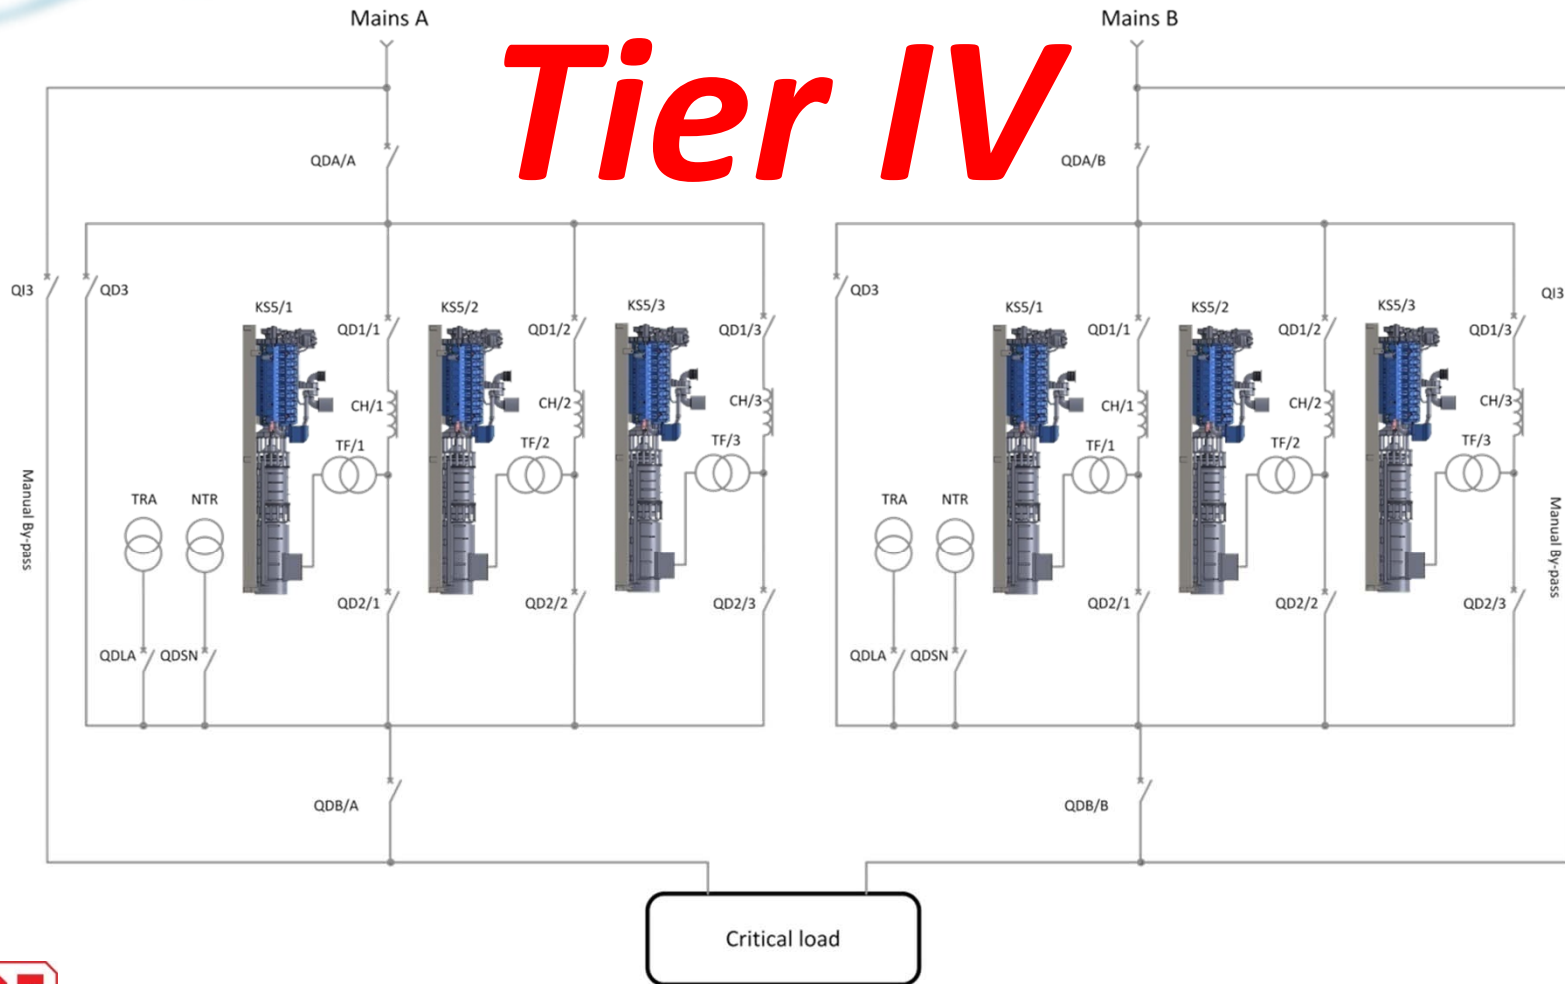 Mains A
Mains B
Tier IV
QDA/A
QDA/B
QI3
QD3
KS5/1
KS5/2
KS5/3
QD1/1
QD1/2
QD1/3
CH/1
CH/2
CH/3
TF/1
TF/2
TF/3
Manual By-pass
TRA
NTR
QD2/1
QD2/2
QD2/3
QDLA
QDSN
QDB/A
QD3
KS5/1
KS5/2
KS5/3
QI3
QD1/1
QD1/2
QD1/3
CH/1
CH/2
CH/3
TF/1
TF/2
TF/3
TRA
NTR
Manual By-pass
QD2/1
QD2/2
QD2/3
QDLA
QDSN
QDB/B
Critical load